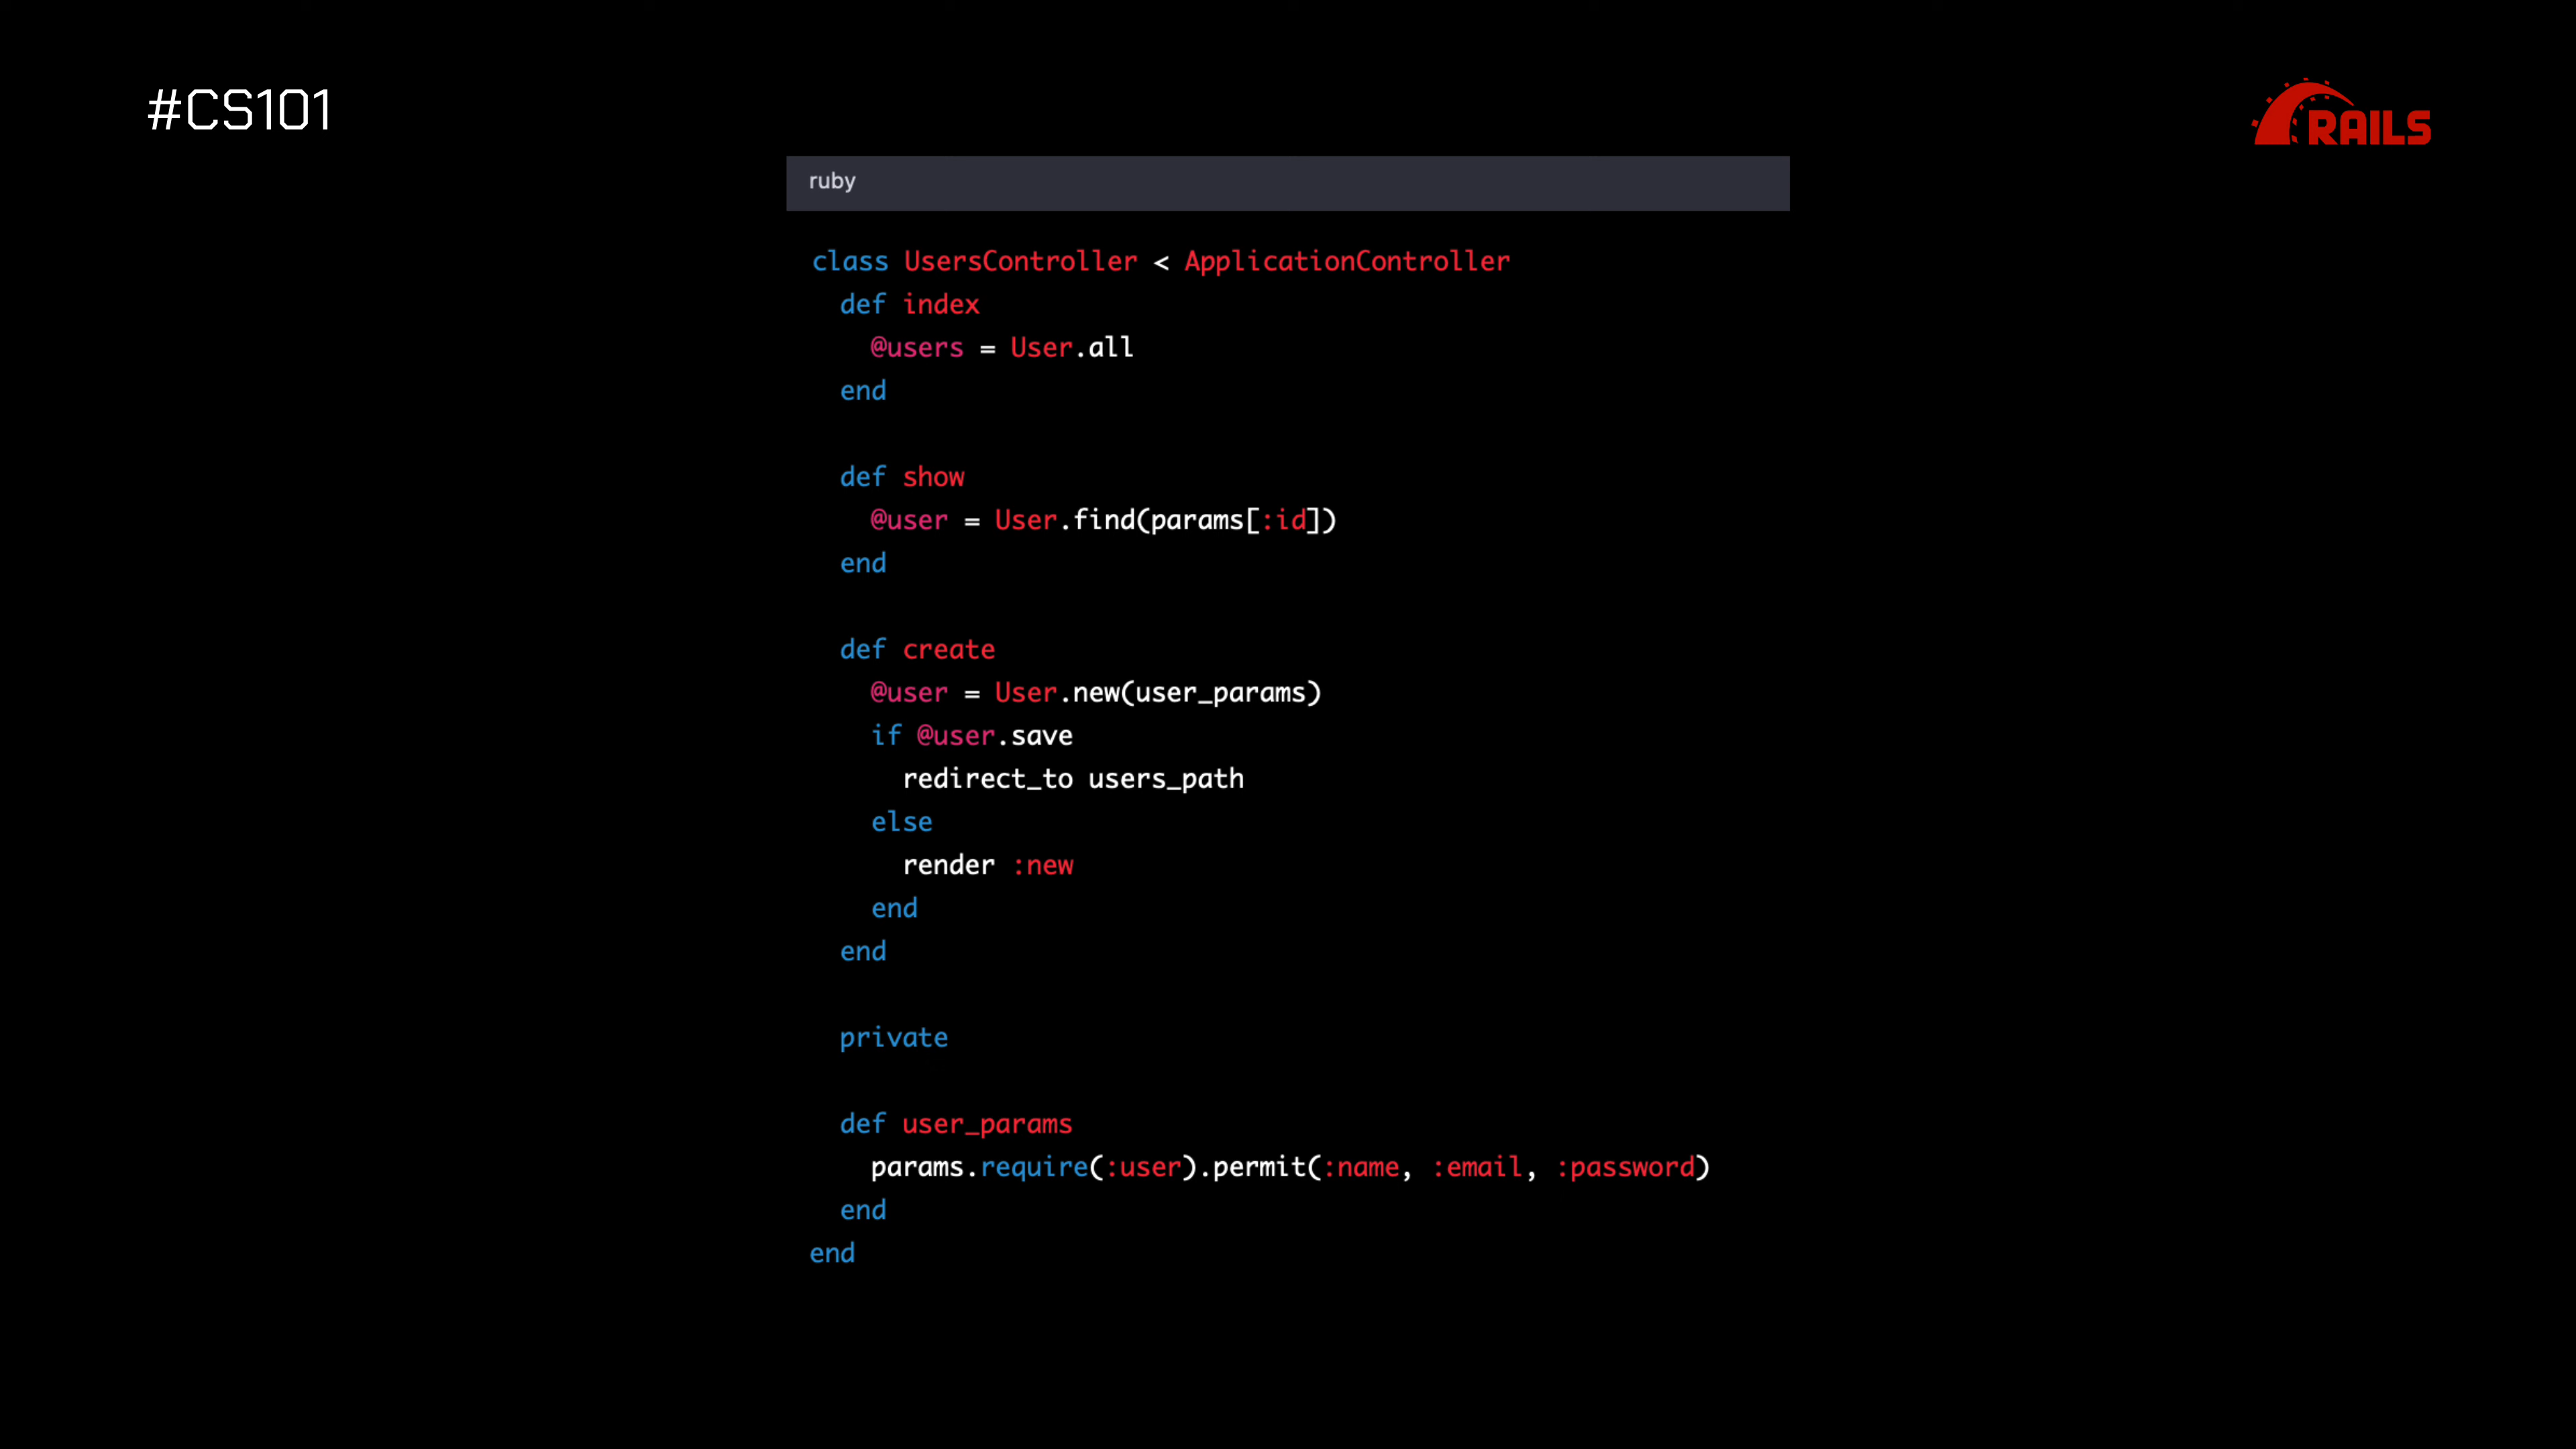 #CS101
RAILS
ruby
class UsersController < ApplicationController
  def index
    @users = User.all
  end

  def show
    @user = User.find(params[:id])
  end

  def create
    @user = User.new(user_params)
    if @user.save
      redirect_to users_path
    else
      render :new
    end
  end

  private

  def user_params
    params.require(:user).permit(:name, :email, :password)
  end
end